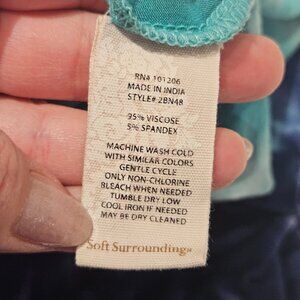 RN# 101206
MADE IN INDIA
STYLE# 2BN48
95% VISCOSE
5% SPANDEX
MACHINE WASH COLD
WITH SIMILAR COLORS
GENTLE CYCLE
ONLY NON-CHLORINE
BLEACH WHEN NEEDED
TUMBLE DRY LOW
COOL IRON IF NEEDED
MAY BE DRY CLEANED
Soft Surroundings